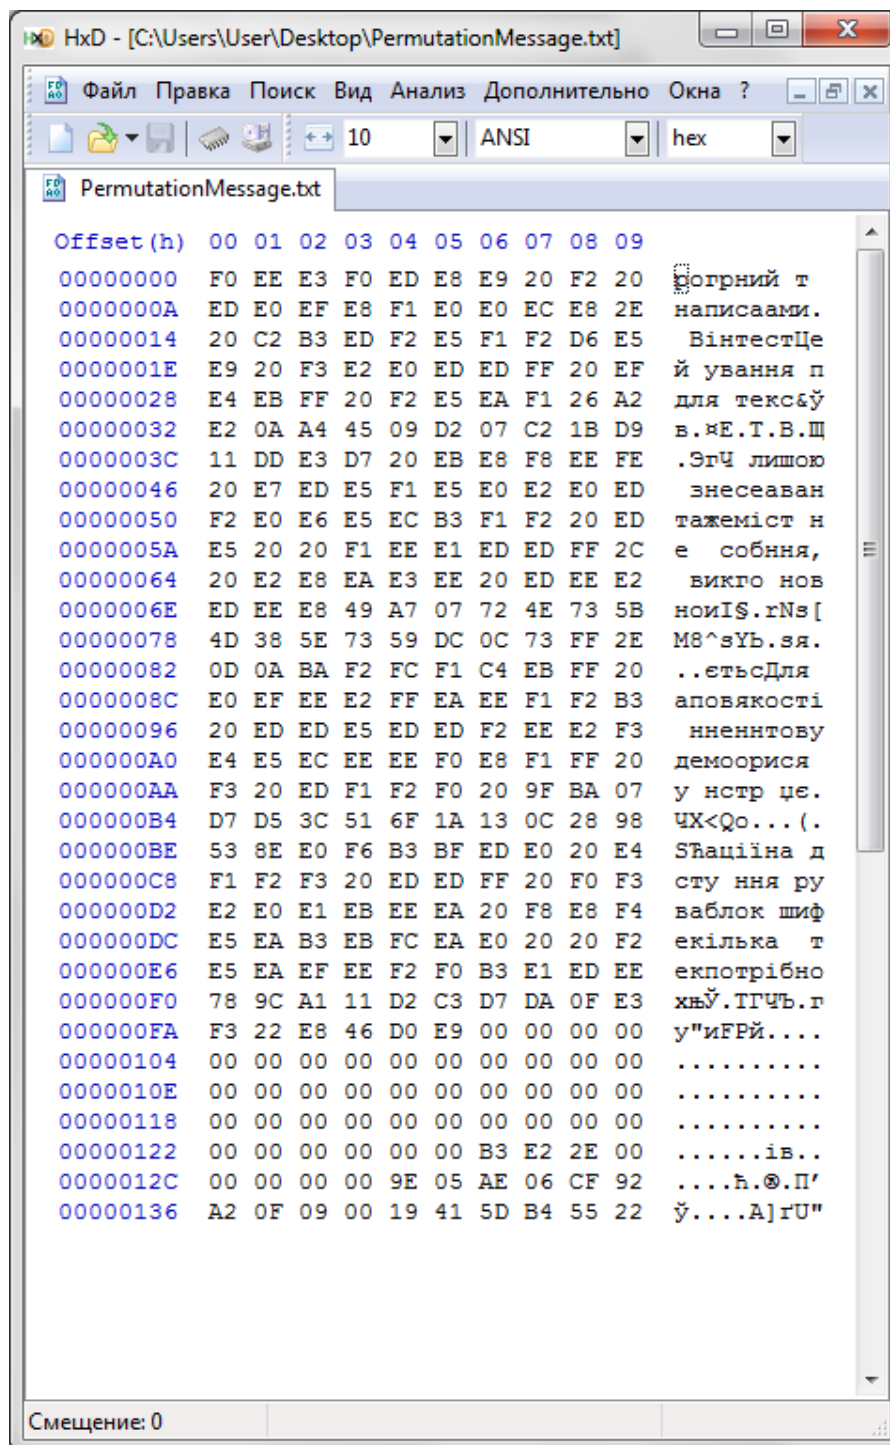 HxD - [C:\Users\User\Desktop\PermutationMessage.txt]
Файл Правка Поиск Вид Анализ Дополнительно Окна ?
10 ANSI hex
PermutationMessage.txt
Offset(h) 00 01 02 03 04 05 06 07 08 09
00000000 F0 EE E3 F0 ED E8 E9 20 F2 20 рогрний т
0000000A ED E0 EF E8 F1 E0 E0 EC E8 2E написаами.
00000014 20 C2 B3 ED F2 E5 F1 F2 D6 E5 ВінтестЦе
0000001E E9 20 F3 E2 E0 ED ED FF 20 EF й ування п
00000028 E4 EB FF 20 F2 E5 EA F1 26 A2 для текс&ў
00000032 E2 0A A4 45 09 D2 07 C2 1B D9 в.¤E.Т.В.Щ
0000003C 11 DD E3 D7 20 EB E8 F8 EE FE .ЭгЧ лишою
00000046 20 E7 ED E5 F1 E5 E0 E2 E0 ED знесеаван
00000050 F2 E0 E6 E5 EC B3 F1 F2 20 ED тажеміст н
0000005A E5 20 20 F1 EE E1 ED ED FF 2C е  собння,
00000064 20 E2 E8 EA E3 EE 20 ED EE E2 викго нов
0000006E ED EE E8 49 A7 07 72 4E 73 5B ноиI§.rNs[
00000078 4D 38 5E 73 59 DC 0C 73 FF 2E M8^sYЬ.sя.
00000082 0D 0A BA F2 FC F1 C4 EB FF 20 ..єтьсДля
0000008C E0 EF EE E2 FF EA EE F1 F2 B3 аповякості
00000096 20 ED ED E5 ED ED F2 EE E2 F3 нненнтову
000000A0 E4 E5 EC EE EE F0 E8 F1 FF 20 демоорися
000000AA F3 20 ED F1 F2 F0 20 9F BA 07 у нстр џє.
000000B4 D7 D5 3C 51 6F 1A 13 0C 28 98 ЧХ<Qo...(.
000000BE 53 8E E0 F6 B3 BF ED E0 20 E4 SЋаціїна д
000000C8 F1 F2 F3 20 ED ED FF 20 F0 F3 сту ння ру
000000D2 E2 E0 E1 EB EE EA 20 F8 E8 F4 ваблок шиф
000000DC E5 EA B3 EB FC EA E0 20 20 F2 екілька  т
000000E6 E5 EA EF EE F2 F0 B3 E1 ED EE екпотрібно
000000F0 78 9C A1 11 D2 C3 D7 DA 0F E3 xњЎ.ТГЧЪ.г
000000FA F3 22 E8 46 D0 E9 00 00 00 00 у"иFРй....
00000104 00 00 00 00 00 00 00 00 00 00 ..........
0000010E 00 00 00 00 00 00 00 00 00 00 ..........
00000118 00 00 00 00 00 00 00 00 00 00 ..........
00000122 00 00 00 00 00 00 B3 E2 2E 00 ......ів..
0000012C 00 00 00 00 9E 05 AE 06 CF 92 ....ћ.®.П’
00000136 A2 0F 09 00 19 41 5D B4 55 22 ў....A]ґU"
Смещение: 0